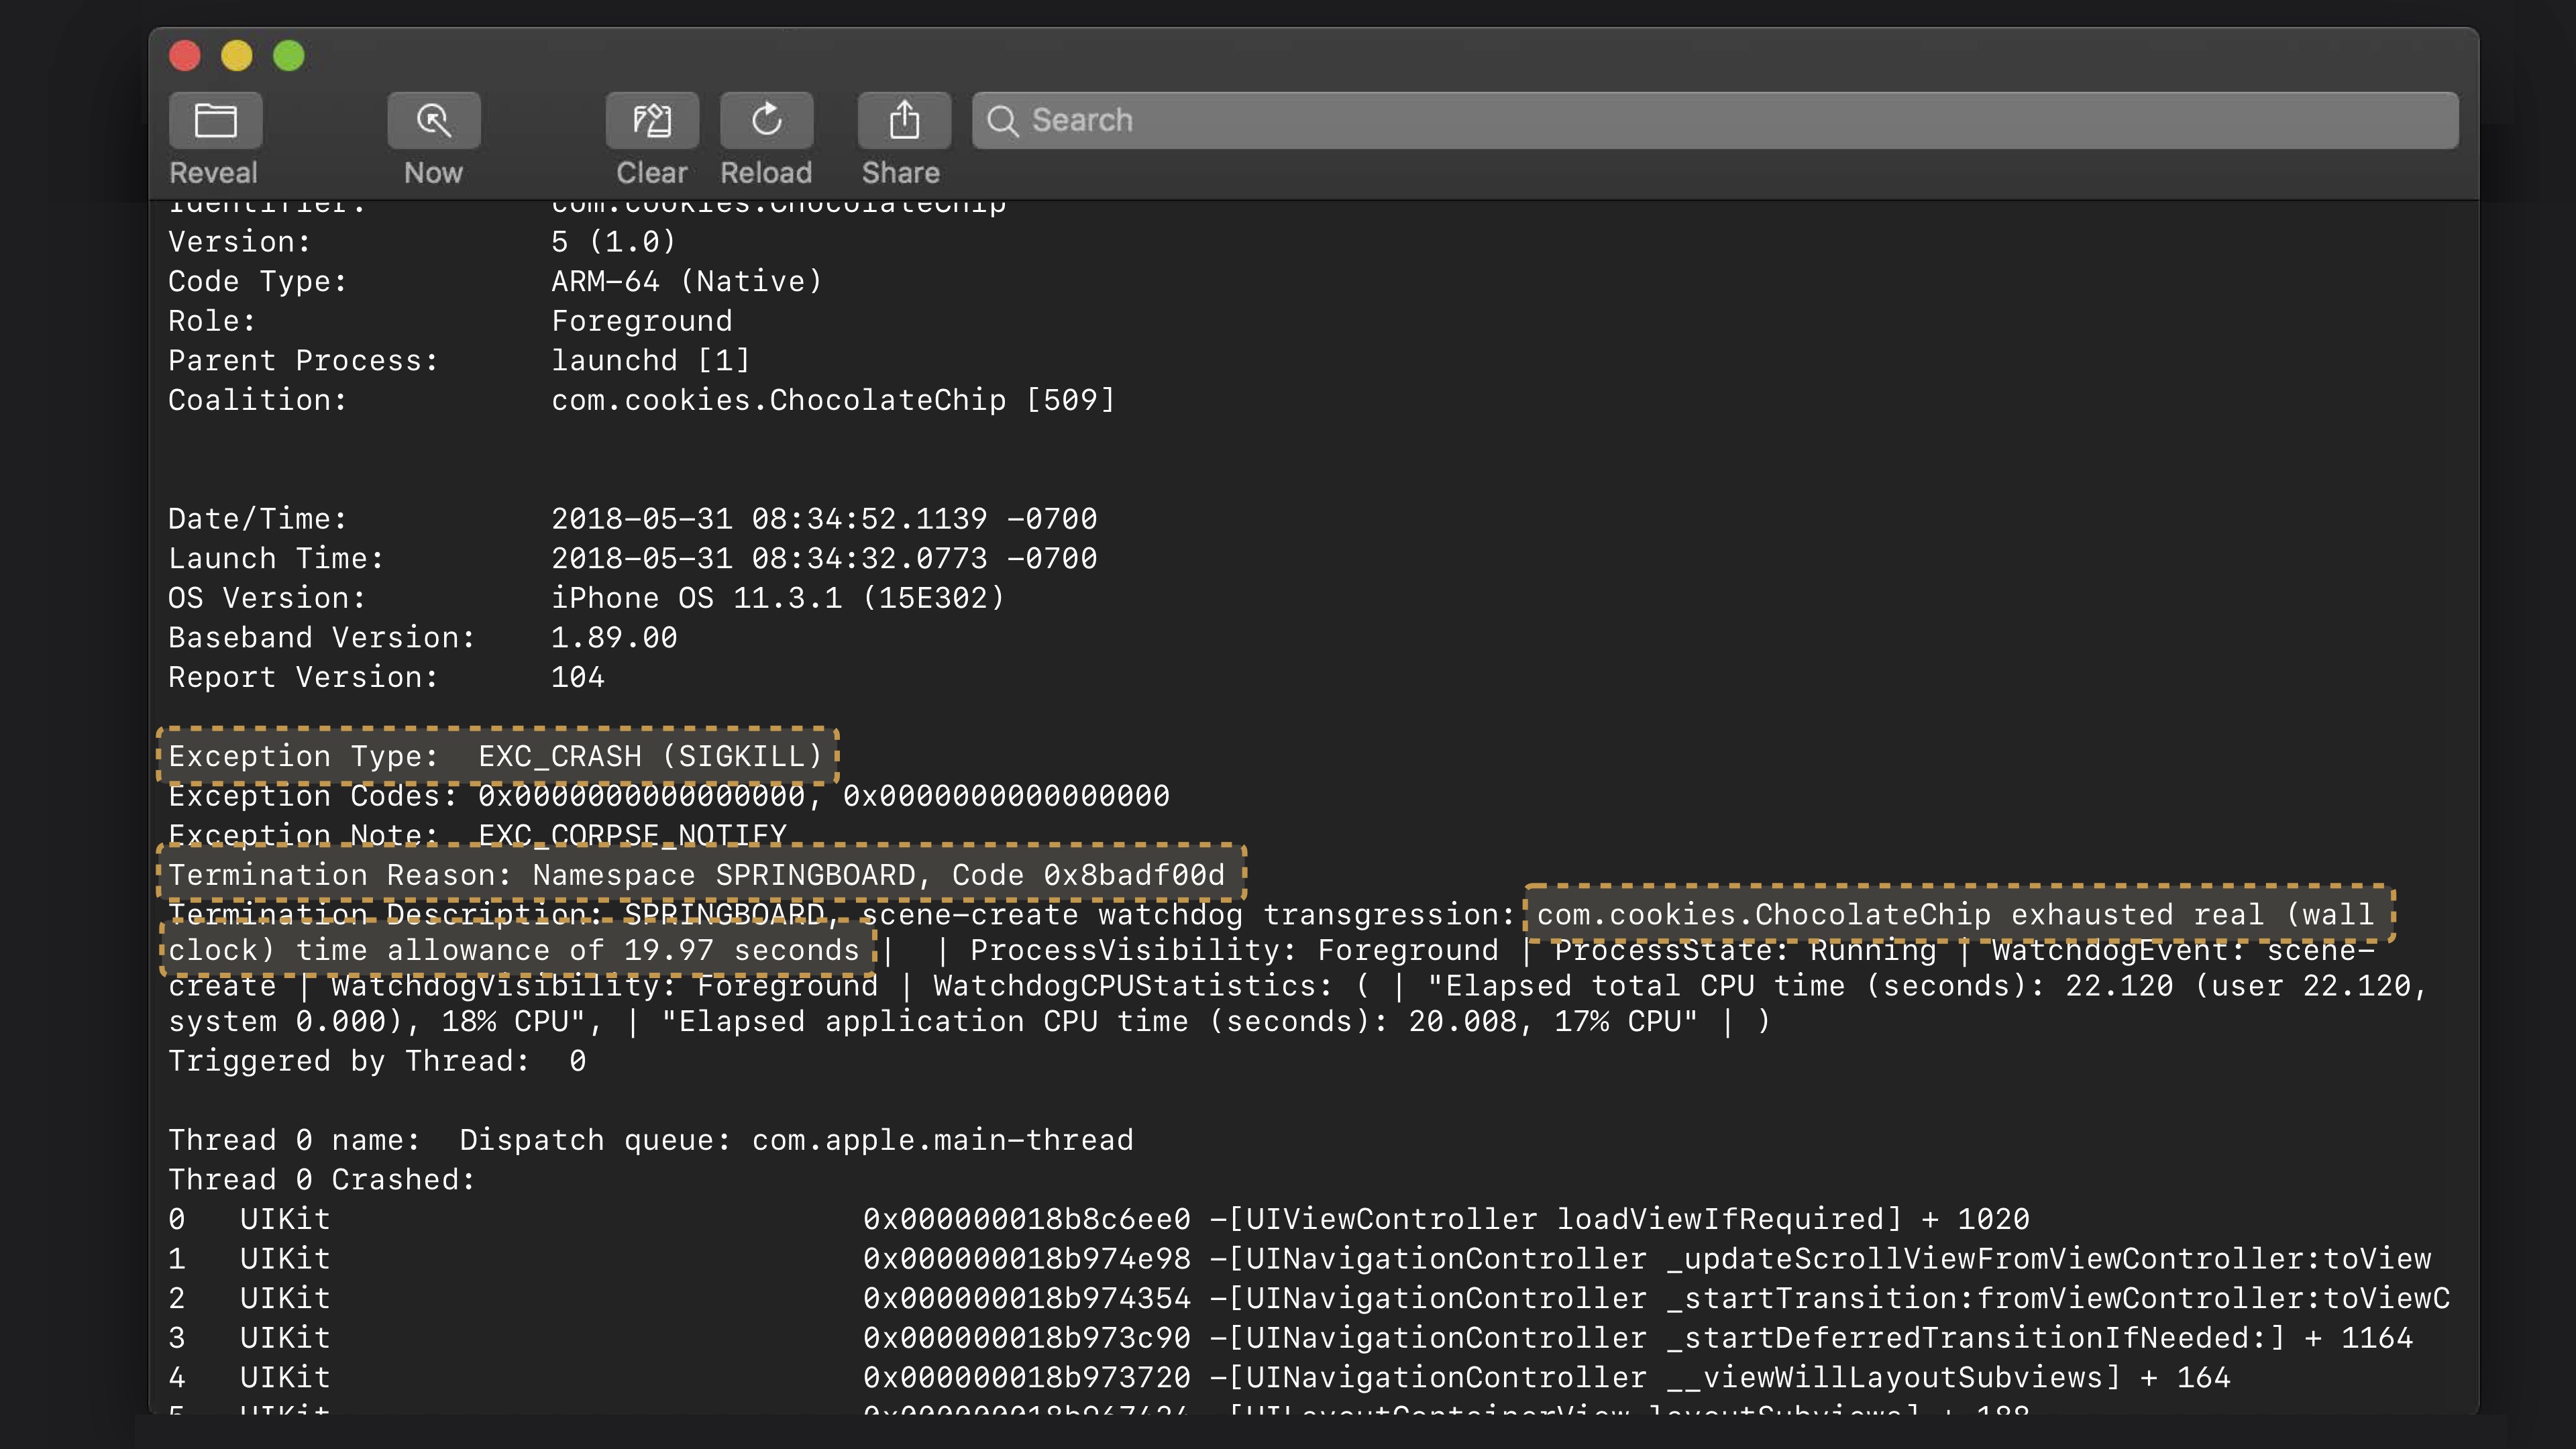 Search
Reveal Now Clear Reload Share
Identifier: com.cookies.ChocolateChip
Version: 5 (1.0)
Code Type: ARM-64 (Native)
Role: Foreground
Parent Process: launchd [1]
Coalition: com.cookies.ChocolateChip [509]
Date/Time: 2018-05-31 08:34:52.1139 -0700
Launch Time: 2018-05-31 08:34:32.0773 -0700
OS Version: iPhone OS 11.3.1 (15E302)
Baseband Version: 1.89.00
Report Version: 104
Exception Type: EXC_CRASH (SIGKILL)
Exception Codes: 0x0000000000000000, 0x0000000000000000
Exception Note: EXC_CORPSE_NOTIFY
Termination Reason: Namespace SPRINGBOARD, Code 0x8badf00d
Termination Description: SPRINGBOARD, scene-create watchdog transgression: com.cookies.ChocolateChip exhausted real (wall
clock) time allowance of 19.97 seconds | | ProcessVisibility: Foreground | ProcessState: Running | WatchdogEvent: scene-
create | WatchdogVisibility: Foreground | WatchdogCPUStatistics: ( | "Elapsed total CPU time (seconds): 22.120 (user 22.120,
system 0.000), 18% CPU", | "Elapsed application CPU time (seconds): 20.008, 17% CPU" | )
Triggered by Thread: 0
Thread 0 name: Dispatch queue: com.apple.main-thread
Thread 0 Crashed:
0 UIKit 0x000000018b8c6ee0 -[UIViewController loadViewIfRequired] + 1020
1 UIKit 0x000000018b974e98 -[UINavigationController _updateScrollViewFromViewController:toView
2 UIKit 0x000000018b974354 -[UINavigationController _startTransition:fromViewController:toViewC
3 UIKit 0x000000018b973c90 -[UINavigationController _startDeferredTransitionIfNeeded:] + 1164
4 UIKit 0x000000018b973720 -[UINavigationController __viewWillLayoutSubviews] + 164
5 UIKit -[UILayoutContainerView layoutSubviews] + 188